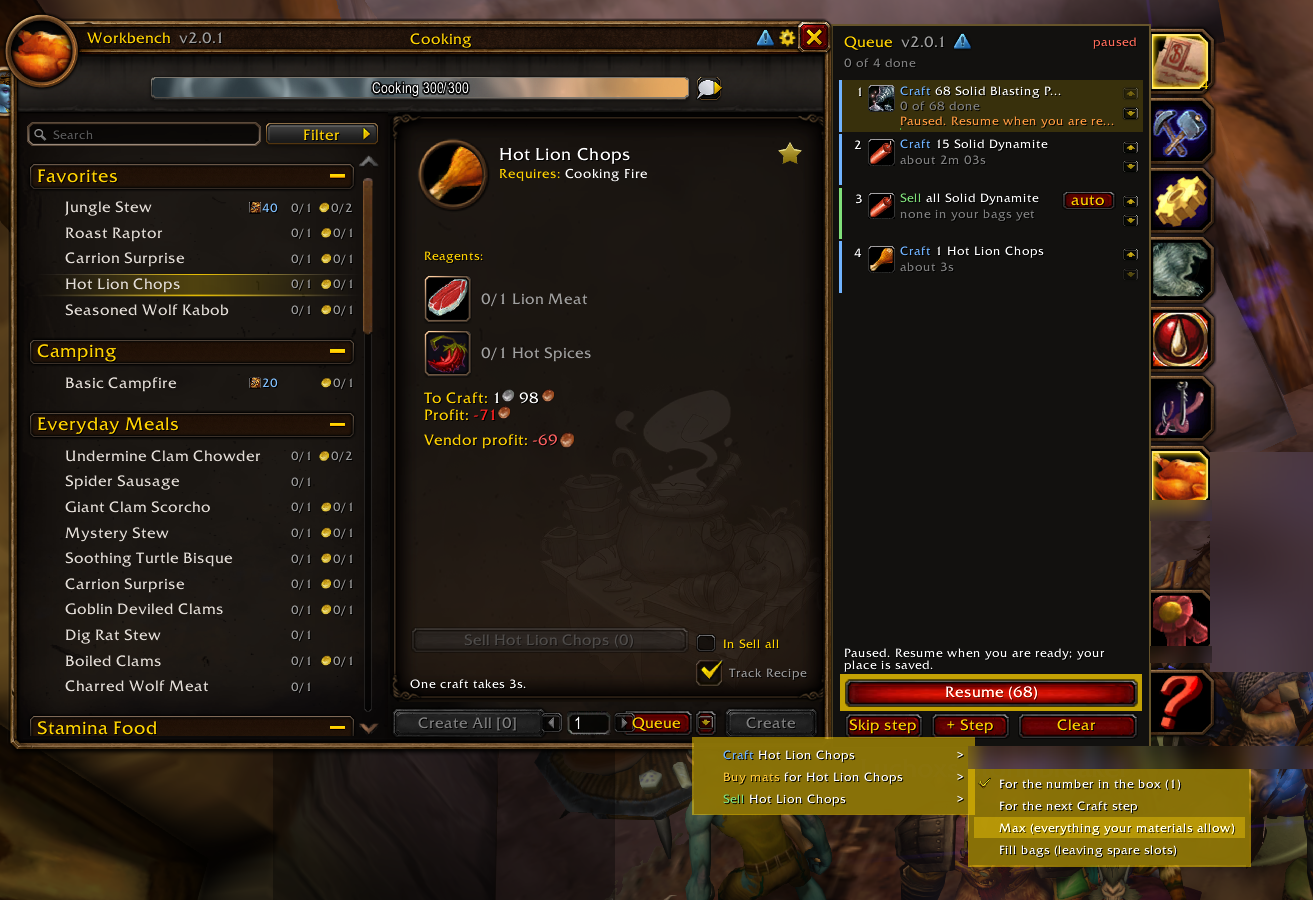 Workbench v2.0.1
Cooking
Cooking 300/300
Search
Filter
Favorites
Jungle Stew 40 0/1 0/2
Roast Raptor 0/1 0/1
Carrion Surprise 0/1 0/1
Hot Lion Chops 0/1 0/1
Seasoned Wolf Kabob 0/1 0/1
Camping
Basic Campfire 20 0/1
Everyday Meals
Undermine Clam Chowder 0/1 0/2
Spider Sausage 0/1
Giant Clam Scorcho 0/1 0/1
Mystery Stew 0/1 0/1
Soothing Turtle Bisque 0/1 0/1
Carrion Surprise 0/1 0/1
Goblin Deviled Clams 0/1 0/1
Dig Rat Stew 0/1
Boiled Clams 0/1 0/1
Charred Wolf Meat 0/1
Stamina Food
Hot Lion Chops
Requires: Cooking Fire
Reagents:
0/1 Lion Meat
0/1 Hot Spices
To Craft: 1 98
Profit: -71
Vendor profit: -69
Sell Hot Lion Chops (0)
In Sell all
Track Recipe
One craft takes 3s.
Create All [0]
1
Queue
Create
Queue v2.0.1
paused
0 of 4 done
1 Craft 68 Solid Blasting P...
0 of 68 done
Paused. Resume when you are re...
2 Craft 15 Solid Dynamite
about 2m 03s
3 Sell all Solid Dynamite
auto
none in your bags yet
4 Craft 1 Hot Lion Chops
about 3s
Paused. Resume when you are ready; your
place is saved.
Resume (68)
Skip step
+ Step
Clear
4
Craft Hot Lion Chops >
Buy mats for Hot Lion Chops >
Sell Hot Lion Chops >
For the number in the box (1)
For the next Craft step
Max (everything your materials allow)
Fill bags (leaving spare slots)